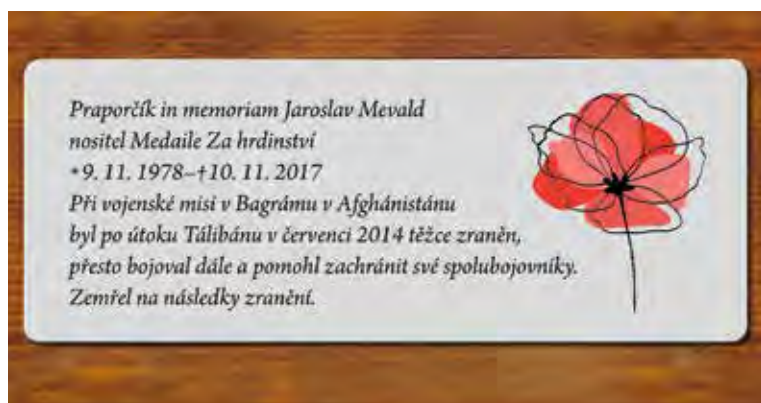 Praporčík in memoriam Jaroslav Mevald
nositel Medaile Za hrdinství
*9. 11. 1978–†10. 11. 2017
Při vojenské misi v Bagrámu v Afghánistánu
byl po útoku Tálibánu v červenci 2014 těžce zraněn,
přesto bojoval dále a pomohl zachránit své spolubojovníky.
Zemřel na následky zranění.